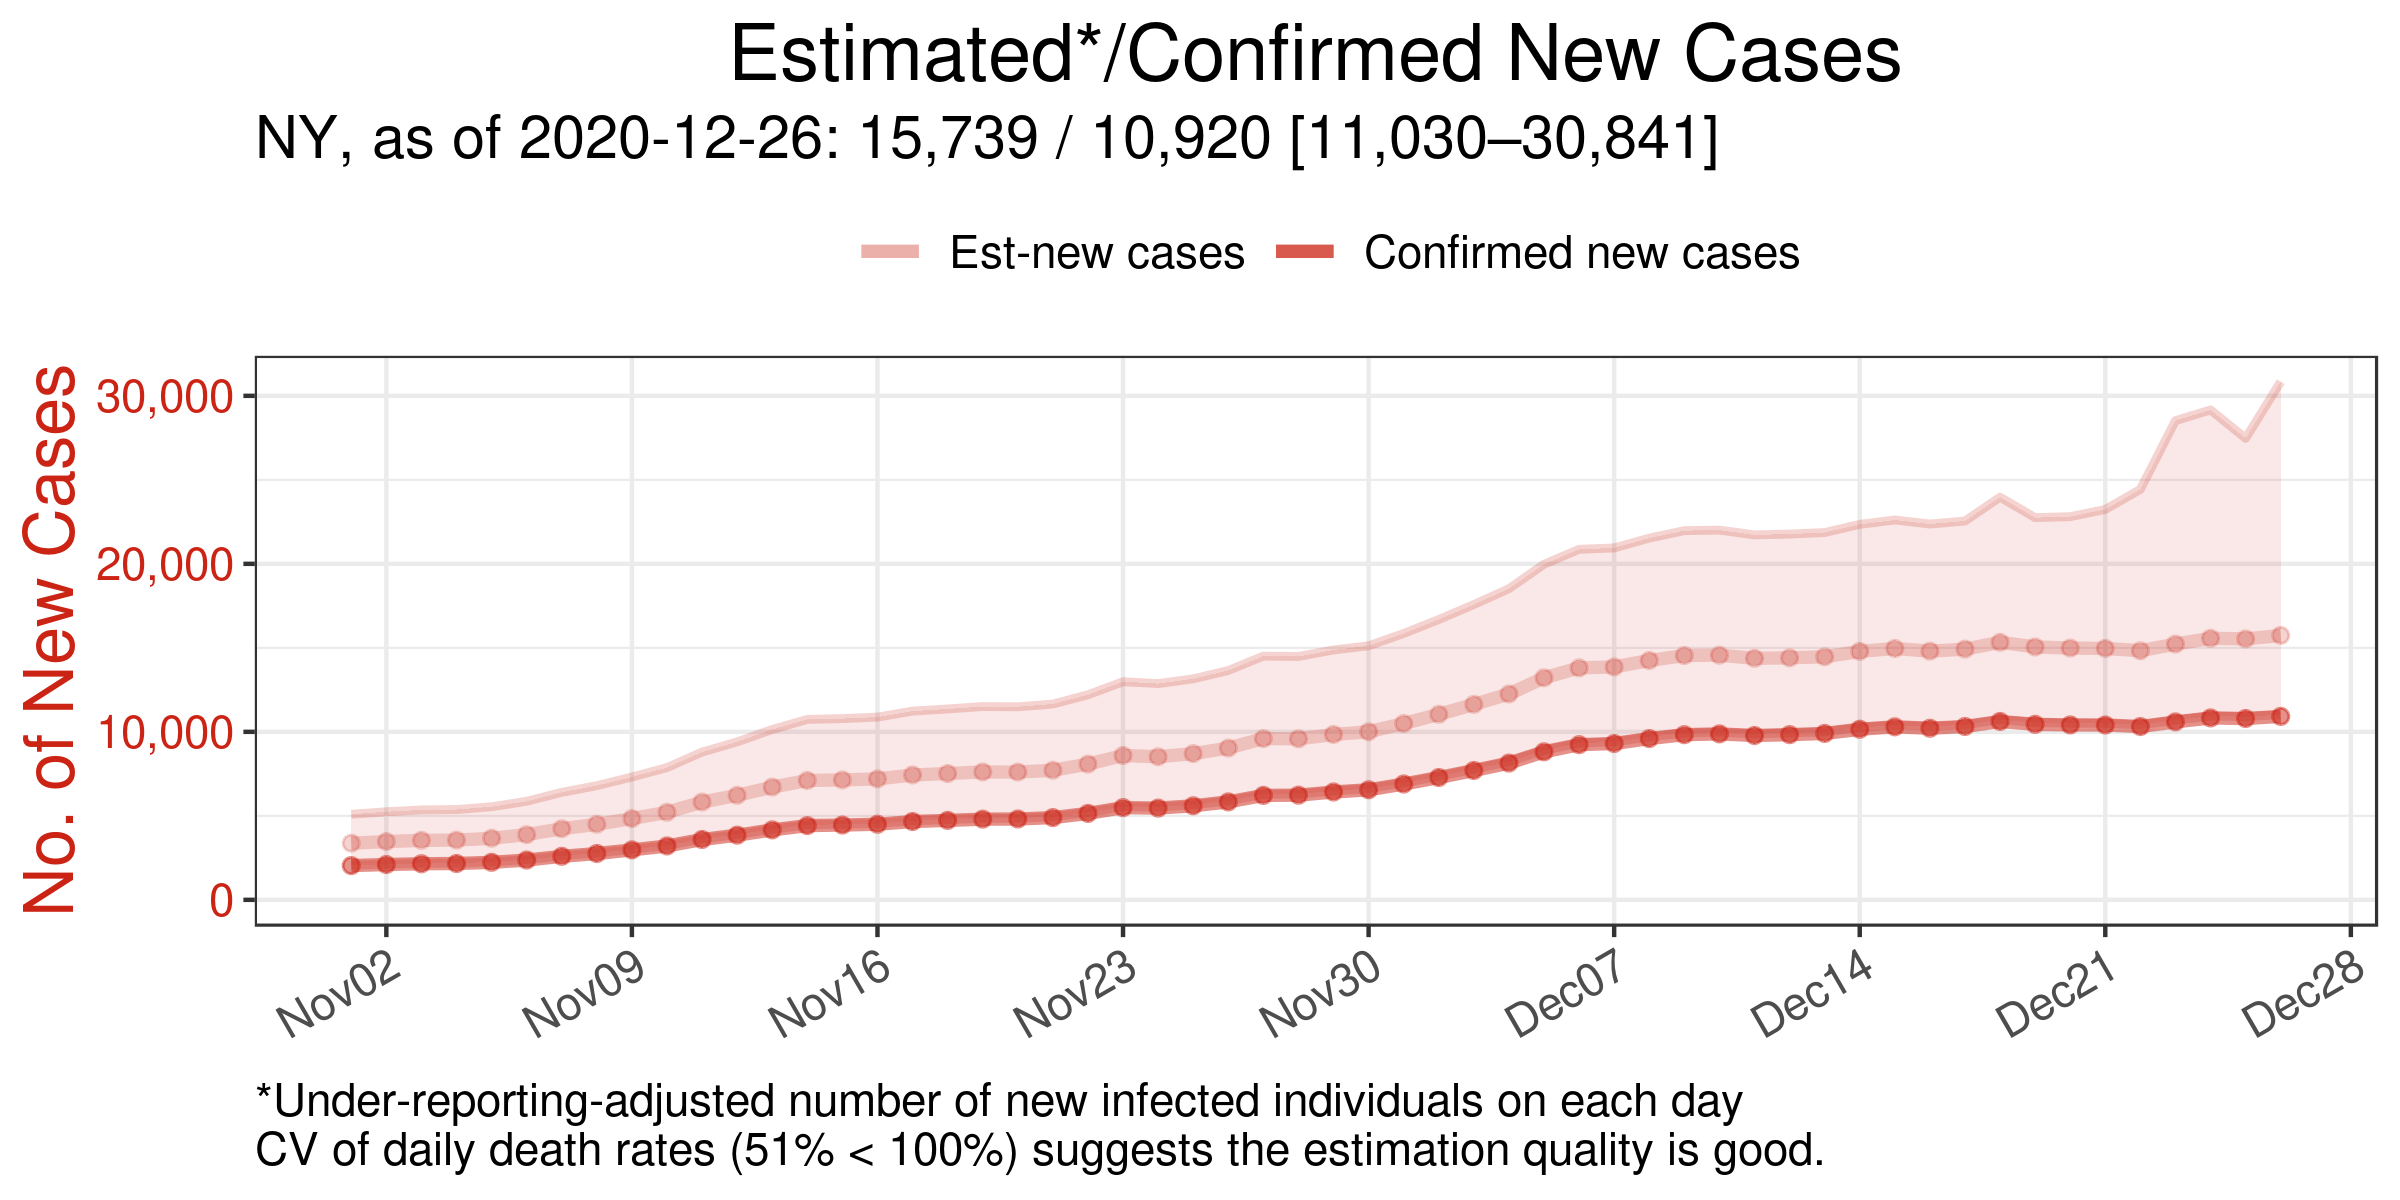 Estimated*/Confirmed New Cases
NY, as of 2020-12-26: 15,739 / 10,920 [11,030–30,841]
Est-new cases
Confirmed new cases
No. of New Cases
30,000
20,000
10,000
0
Nov02
Nov09
Nov16
Nov23
Nov30
Dec07
Dec14
Dec21
Dec28
*Under-reporting-adjusted number of new infected individuals on each day
CV of daily death rates (51% < 100%) suggests the estimation quality is good.